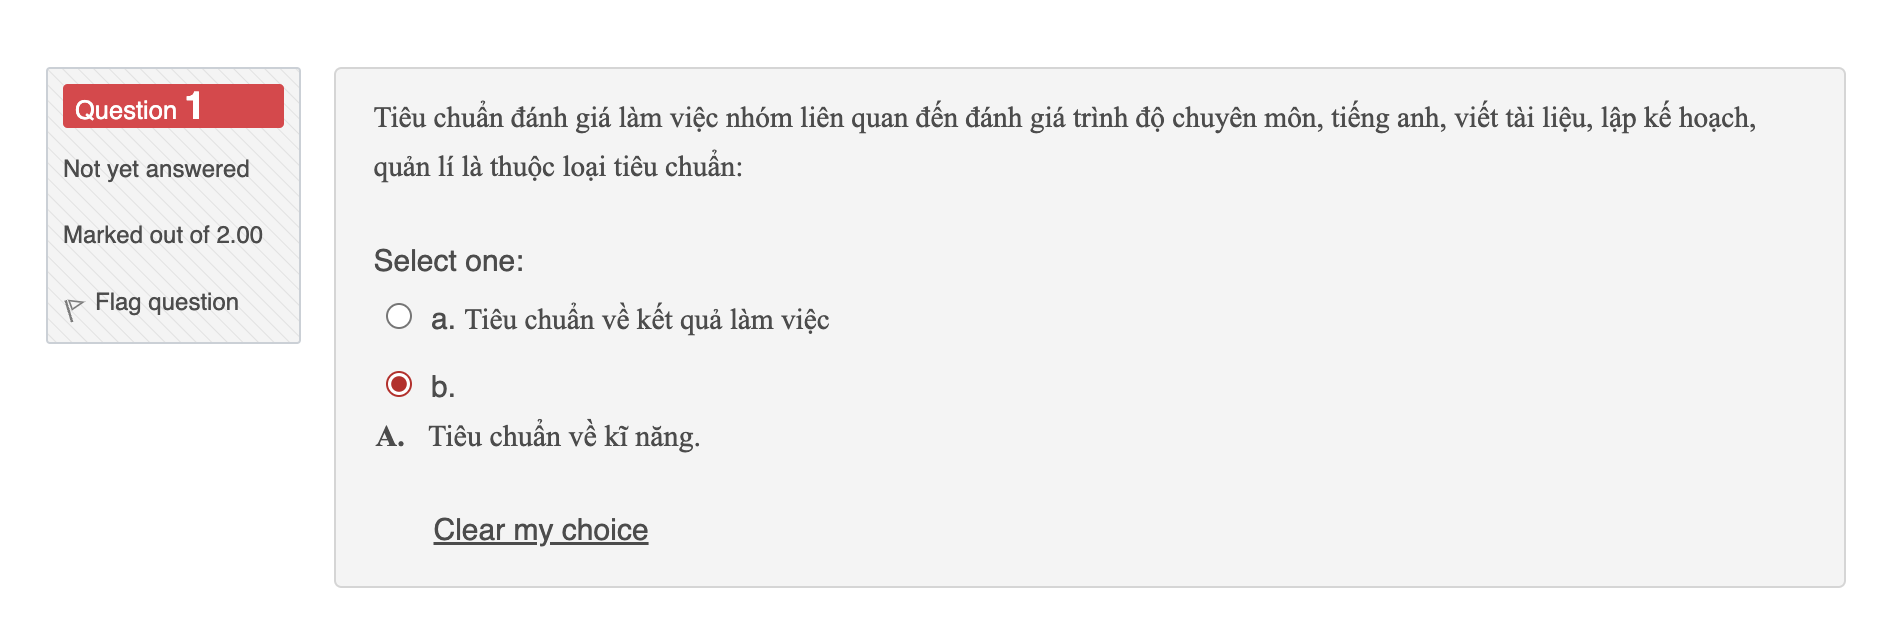 Question 1
Not yet answered
Marked out of 2.00
Flag question
Tiêu chuẩn đánh giá làm việc nhóm liên quan đến đánh giá trình độ chuyên môn, tiếng anh, viết tài liệu, lập kế hoạch,
quản lí là thuộc loại tiêu chuẩn:
Select one:
a. Tiêu chuẩn về kết quả làm việc
b.
A. Tiêu chuẩn về kĩ năng.
Clear my choice